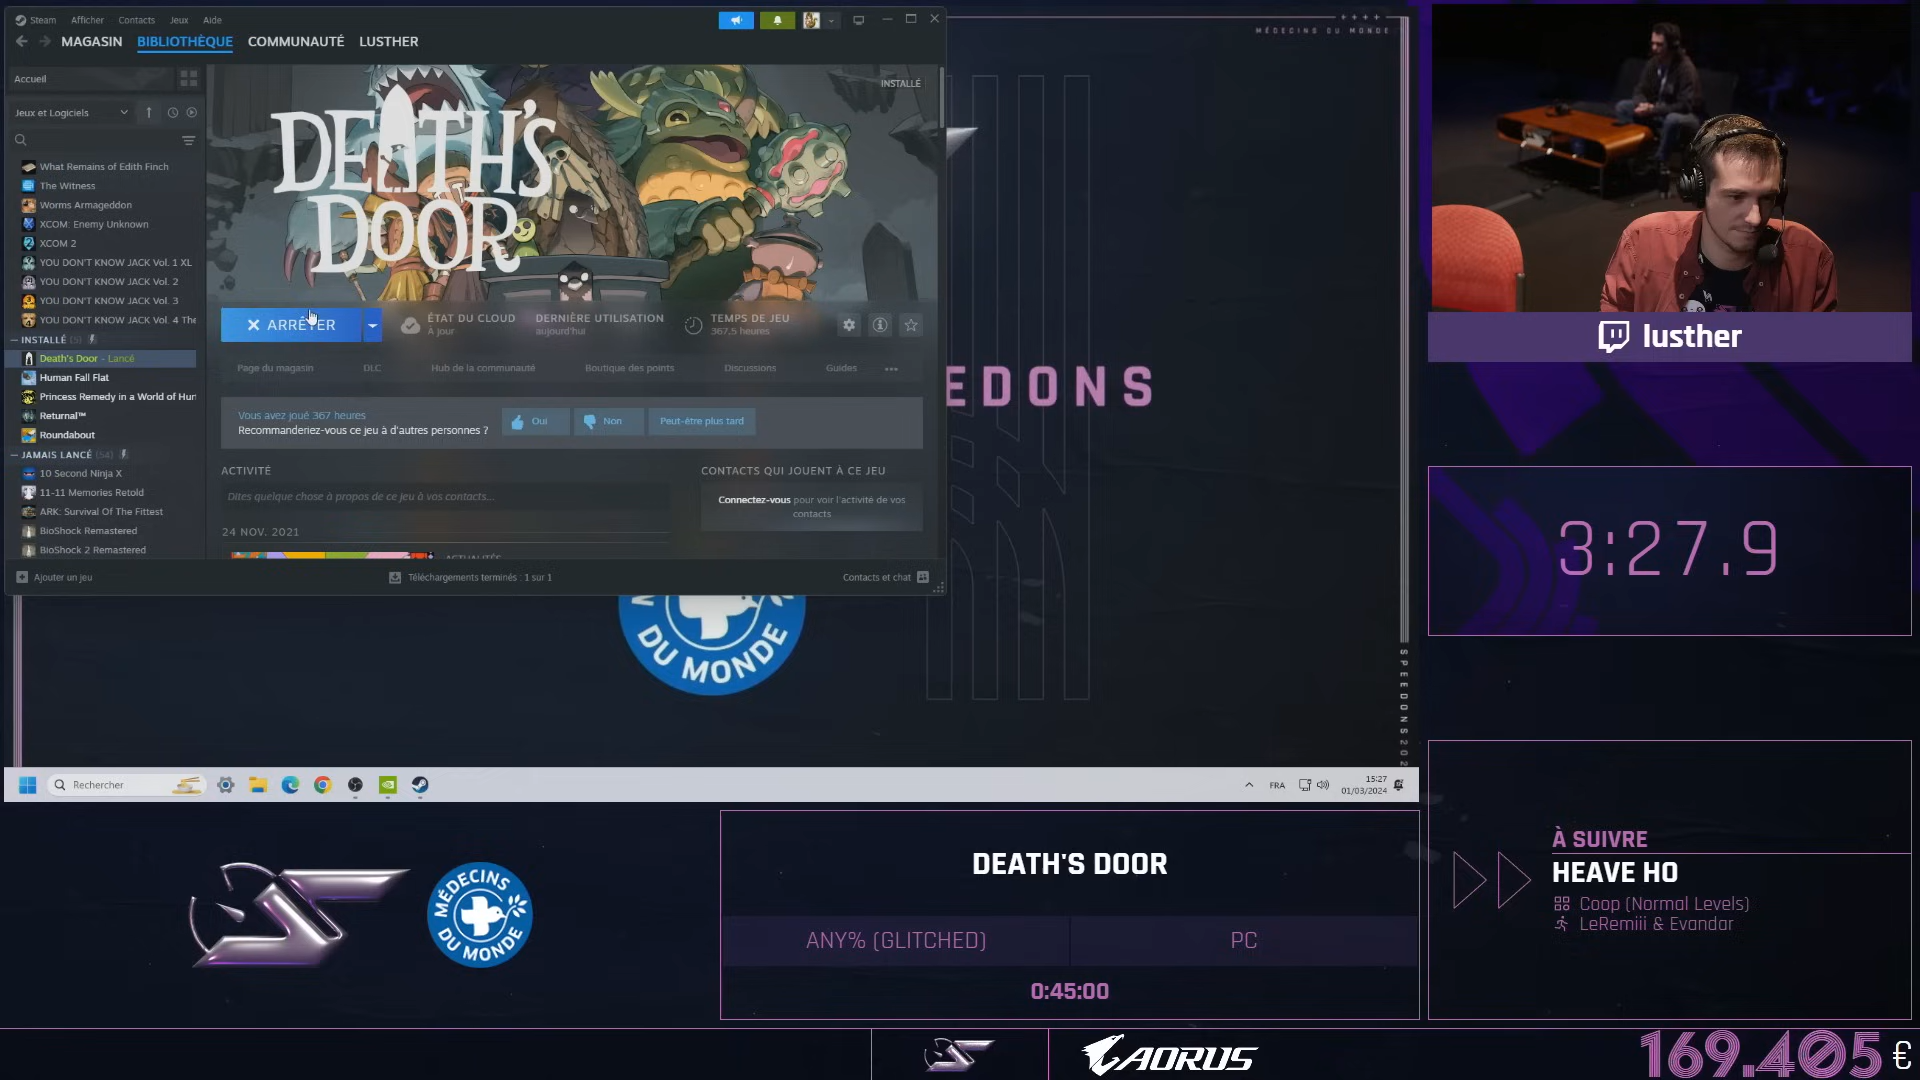 Steam Afficher Contacts Jeux Aide
MAGASIN BIBLIOTHÈQUE COMMUNAUTÉ LUSTHER
Accueil
Jeux et Logiciels
What Remains of Edith Finch
The Witness
Worms Armageddon
XCOM: Enemy Unknown
XCOM 2
YOU DON'T KNOW JACK Vol. 1 XL
YOU DON'T KNOW JACK Vol. 2
YOU DON'T KNOW JACK Vol. 3
YOU DON'T KNOW JACK Vol. 4 The
INSTALLÉ (5)
Death's Door - Lancé
Human Fall Flat
Princess Remedy in a World of Hur
Returnal™
Roundabout
JAMAIS LANCÉ (54)
10 Second Ninja X
11-11 Memories Retold
ARK: Survival Of The Fittest
BioShock Remastered
BioShock 2 Remastered
Ajouter un jeu
INSTALLÉ
DEATH'S
DOOR
ARRÊTER
ÉTAT DU CLOUD
À jour
DERNIÈRE UTILISATION
aujourd'hui
TEMPS DE JEU
367,5 heures
Page du magasin DLC Hub de la communauté Boutique des points Discussions Guides
Vous avez joué 367 heures
Recommanderiez-vous ce jeu à d'autres personnes ?
Oui Non Peut-être plus tard
ACTIVITÉ
Dites quelque chose à propos de ce jeu à vos contacts...
24 NOV. 2021
ACTUALITÉS
CONTACTS QUI JOUENT À CE JEU
Connectez-vous pour voir l'activité de vos
contacts
Téléchargements terminés : 1 sur 1
Contacts et chat
MÉDECINS DU MONDE
EDONS
DU MONDE
SPEEDONS202
Rechercher
FRA
15:27
01/03/2024
lusther
3:27.9
MÉDECINS
DU MONDE
DEATH'S DOOR
ANY% (GLITCHED) PC
0:45:00
À SUIVRE
HEAVE HO
Coop (Normal Levels)
LeRemiii & Evandar
AORUS
169.405 €